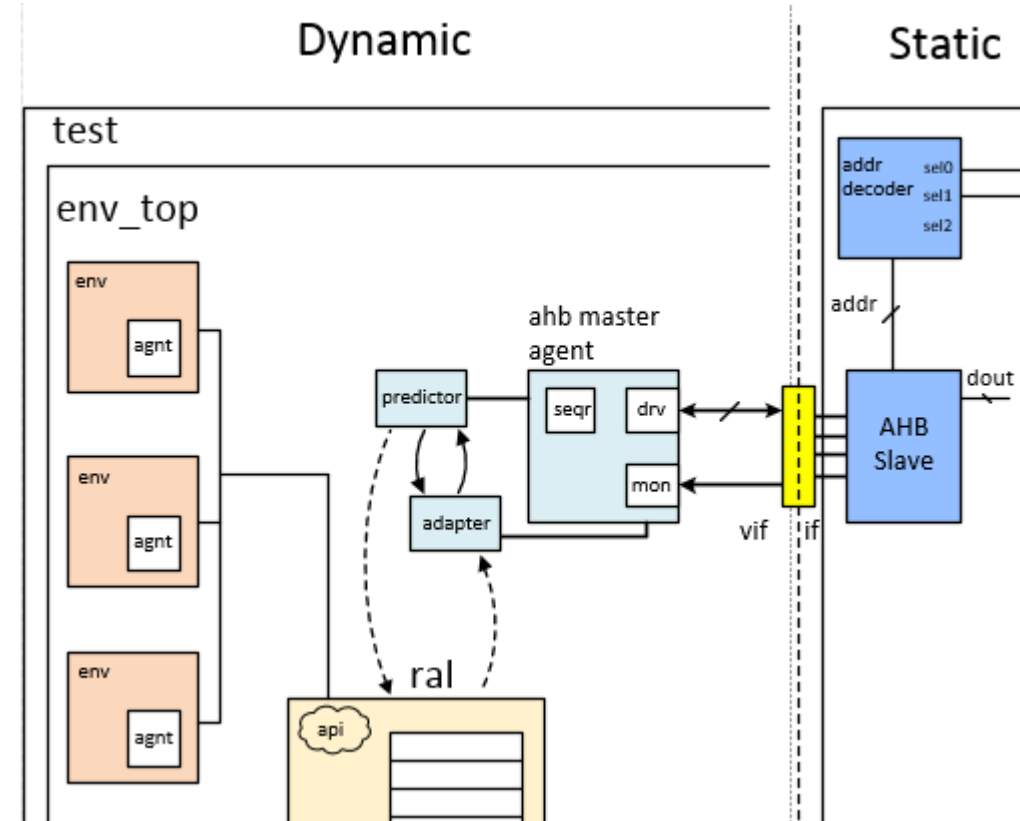 Dynamic
Static
test
env_top
env
agnt
env
agnt
env
agnt
predictor
adapter
ahb master
agent
seqr
drv
mon
vif
if
ral
api
addr
decoder
sel0
sel1
sel2
addr
dout
AHB
Slave